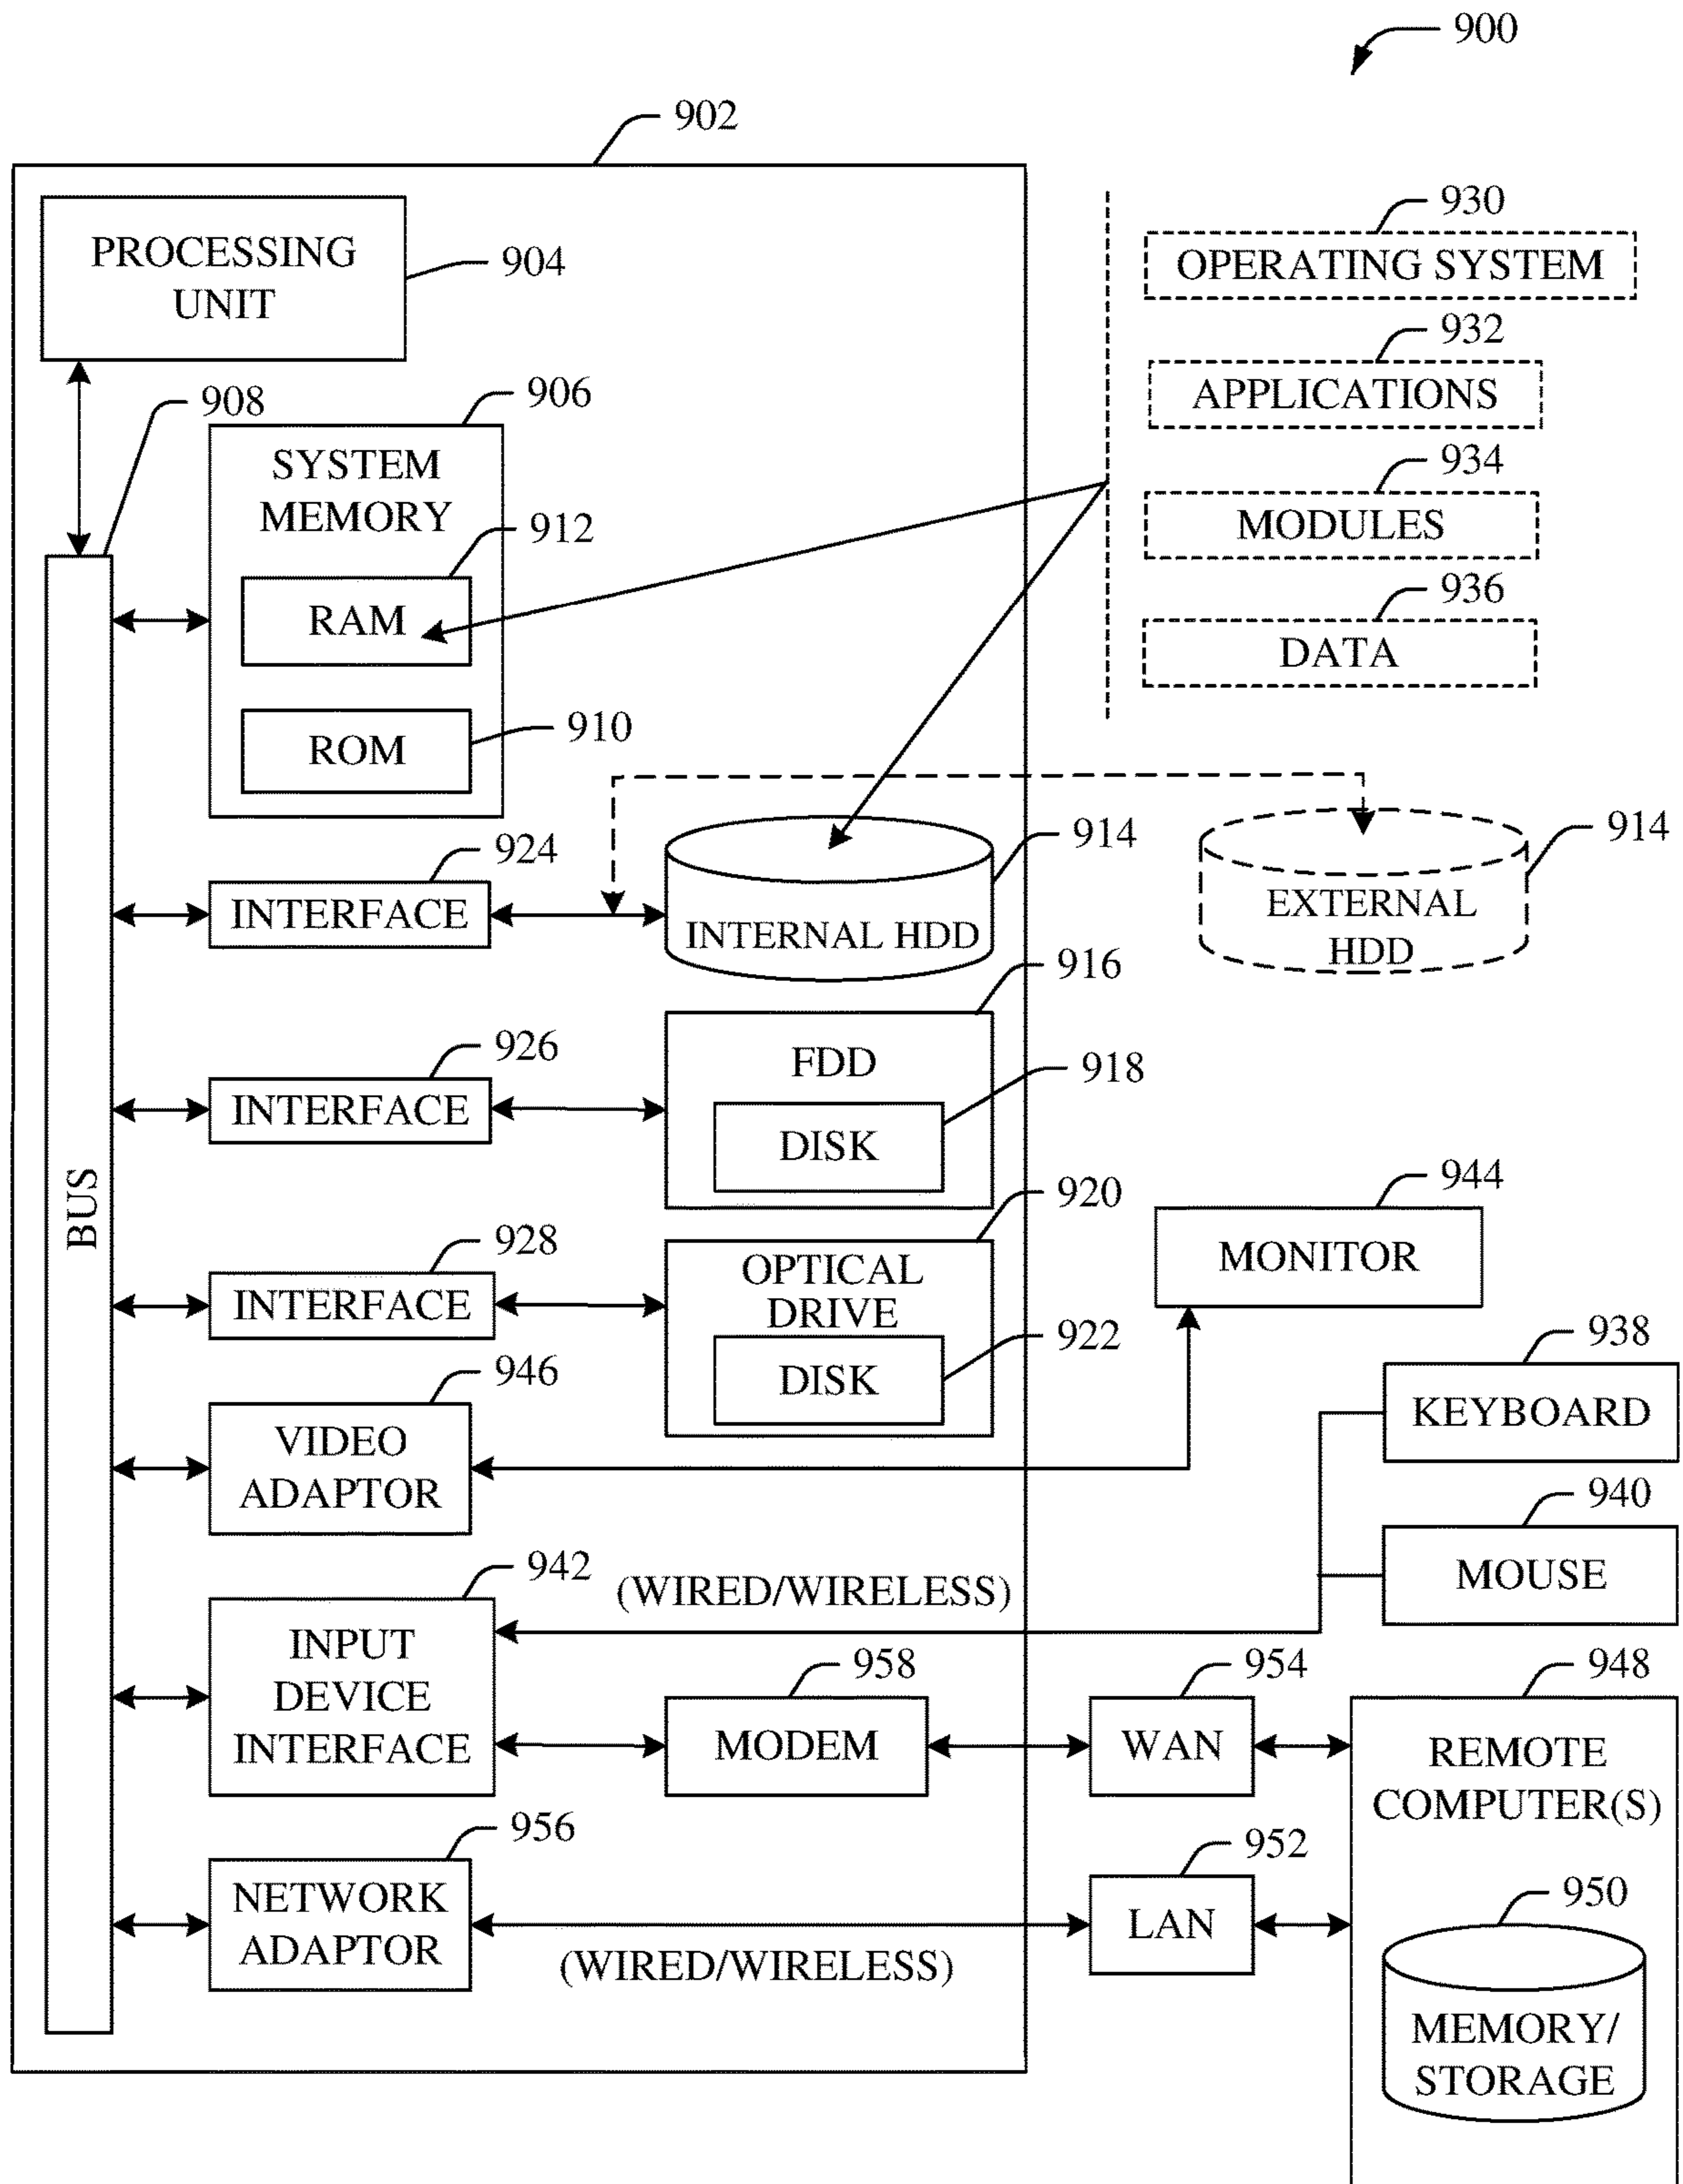 900
902
PROCESSING
UNIT
904
930
OPERATING SYSTEM
932
APPLICATIONS
934
MODULES
936
DATA
908
906
SYSTEM
MEMORY
912
RAM
910
ROM
BUS
924
INTERFACE
914
INTERNAL HDD
914
EXTERNAL
HDD
926
INTERFACE
916
FDD
918
DISK
928
INTERFACE
920
OPTICAL
DRIVE
922
DISK
944
MONITOR
946
VIDEO
ADAPTOR
938
KEYBOARD
940
MOUSE
942
INPUT
DEVICE
INTERFACE
(WIRED/WIRELESS)
958
MODEM
954
WAN
948
REMOTE
COMPUTER(S)
956
NETWORK
ADAPTOR
(WIRED/WIRELESS)
952
LAN
950
MEMORY/
STORAGE